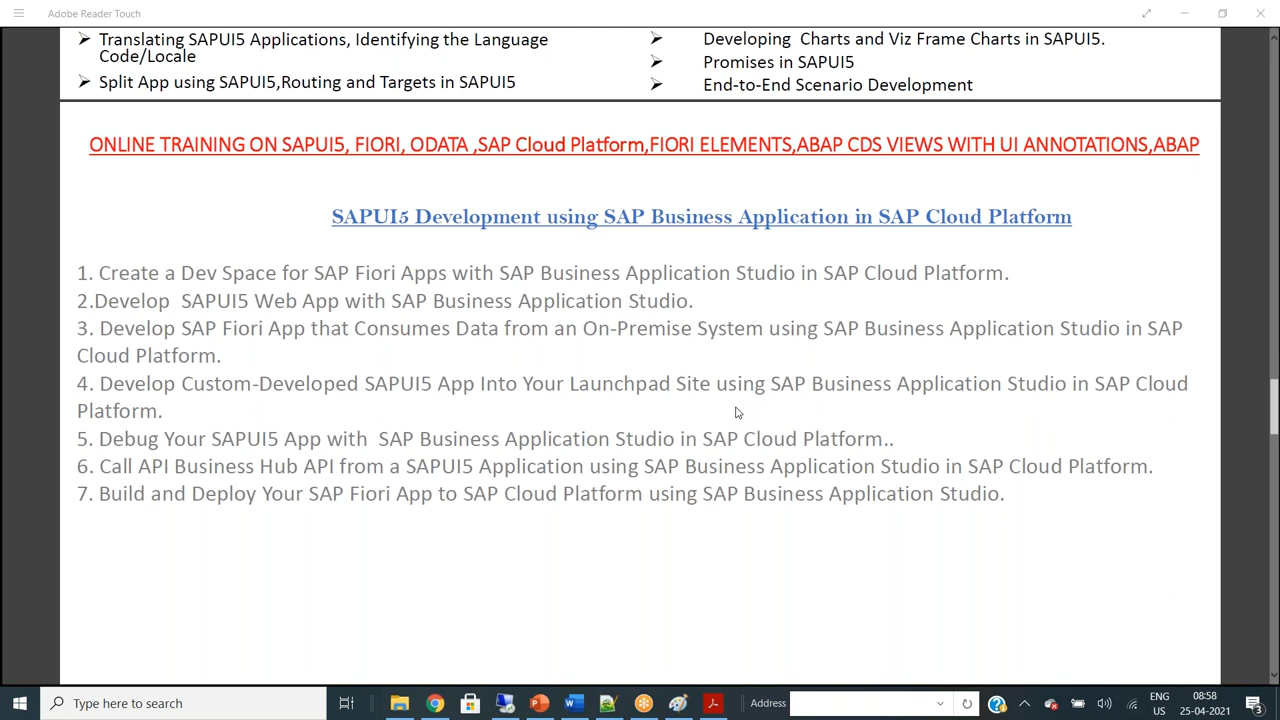 Adobe Reader Touch
Translating SAPUI5 Applications, Identifying the Language
Code/Locale
Split App using SAPUI5,Routing and Targets in SAPUI5
Developing  Charts and Viz Frame Charts in SAPUI5.
Promises in SAPUI5
End-to-End Scenario Development
ONLINE TRAINING ON SAPUI5, FIORI, ODATA ,SAP Cloud Platform,FIORI ELEMENTS,ABAP CDS VIEWS WITH UI ANNOTATIONS,ABAP
SAPUI5 Development using SAP Business Application in SAP Cloud Platform
1. Create a Dev Space for SAP Fiori Apps with SAP Business Application Studio in SAP Cloud Platform.
2.Develop  SAPUI5 Web App with SAP Business Application Studio.
3. Develop SAP Fiori App that Consumes Data from an On-Premise System using SAP Business Application Studio in SAP
Cloud Platform.
4. Develop Custom-Developed SAPUI5 App Into Your Launchpad Site using SAP Business Application Studio in SAP Cloud
Platform.
5. Debug Your SAPUI5 App with  SAP Business Application Studio in SAP Cloud Platform..
6. Call API Business Hub API from a SAPUI5 Application using SAP Business Application Studio in SAP Cloud Platform.
7. Build and Deploy Your SAP Fiori App to SAP Cloud Platform using SAP Business Application Studio.
Type here to search
Address
ENG
US
08:58
25-04-2021
3